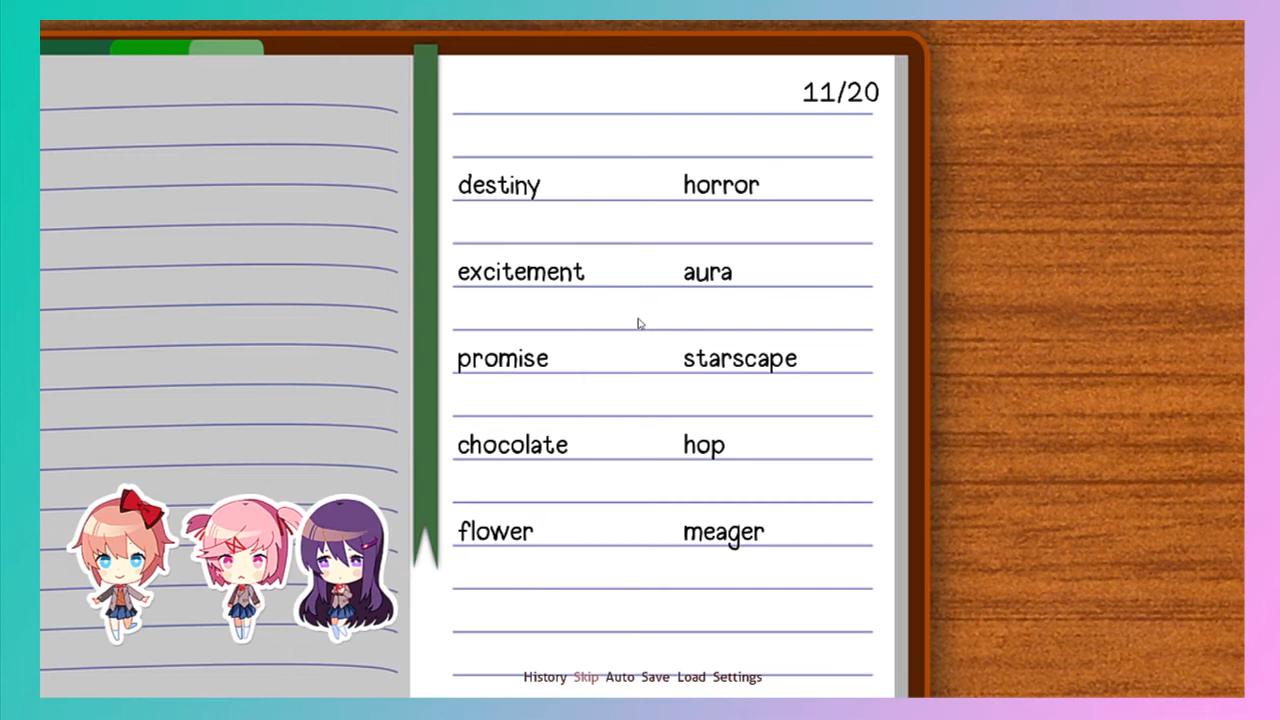 11/20
destiny horror
excitement aura
promise starscape
chocolate hop
flower meager
History Skip Auto Save Load Settings